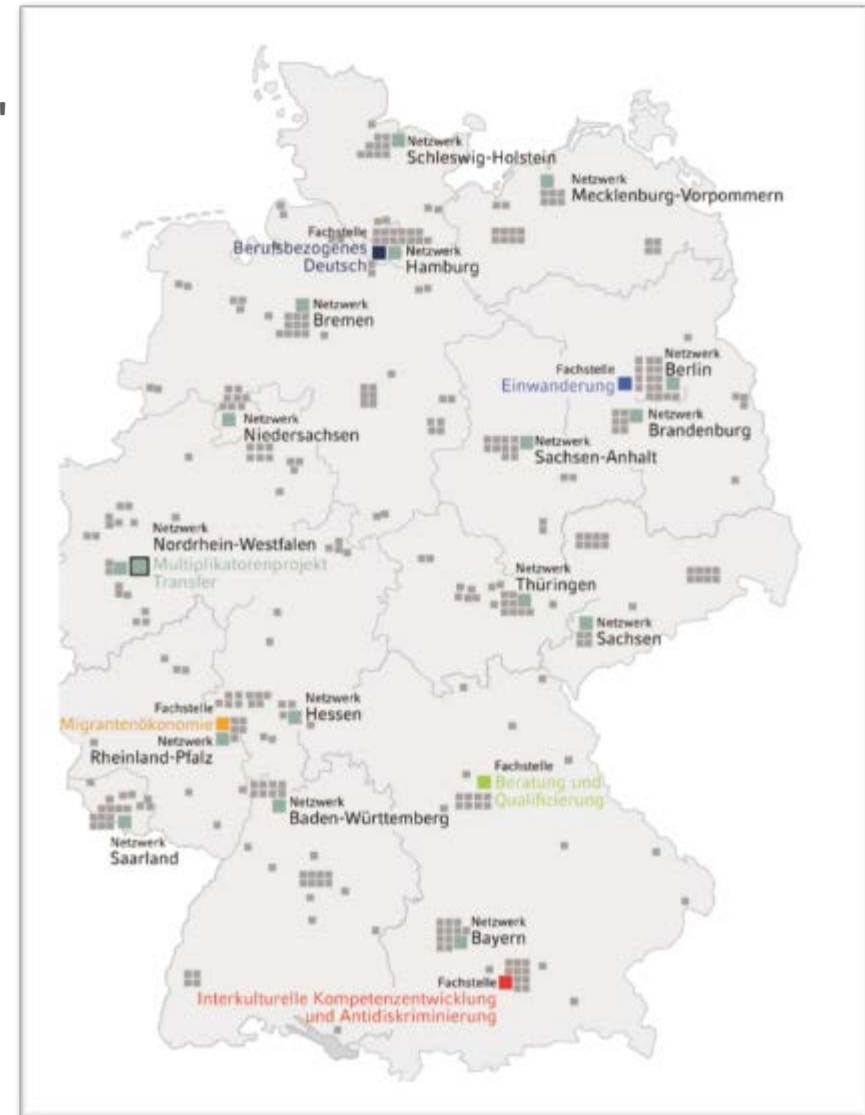 Netzwerk
Schleswig-Holstein
Netzwerk
Mecklenburg-Vorpommern
Fachstelle
Berufsbezogenes
Deutsch
Netzwerk
Hamburg
Netzwerk
Bremen
Netzwerk
Berlin
Fachstelle
Einwanderung
Netzwerk
Brandenburg
Netzwerk
Niedersachsen
Netzwerk
Sachsen-Anhalt
Netzwerk
Nordrhein-Westfalen
Multiplikatorenprojekt
Transfer
Netzwerk
Thüringen
Netzwerk
Sachsen
Netzwerk
Hessen
Fachstelle
Migrantenökonomie
Netzwerk
Rheinland-Pfalz
Fachstelle
Beratung und
Qualifizierung
Netzwerk
Baden-Württemberg
Netzwerk
Saarland
Netzwerk
Bayern
Fachstelle
Interkulturelle Kompetenzentwicklung
und Antidiskriminierung